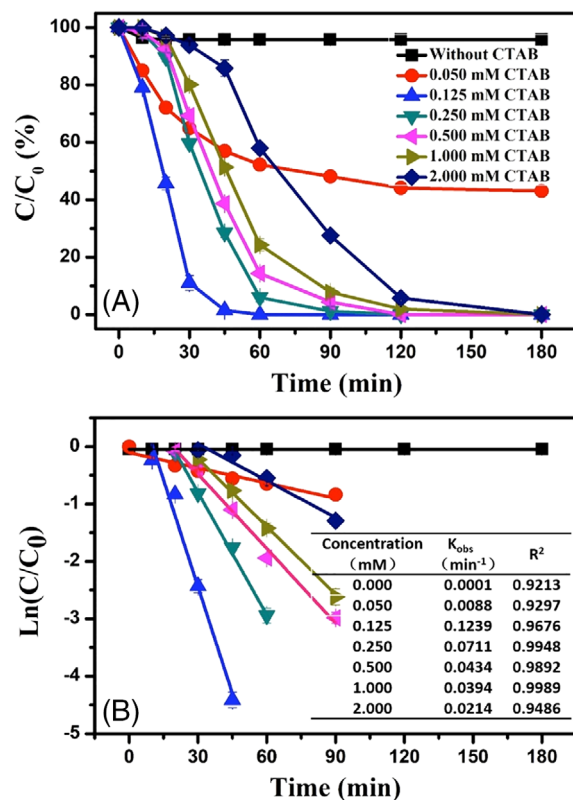 100
80
60
40
20
0
C/C0 (%)
Without CTAB
0.050 mM CTAB
0.125 mM CTAB
0.250 mM CTAB
0.500 mM CTAB
1.000 mM CTAB
2.000 mM CTAB
(A)
0 30 60 90 120 150 180
Time (min)
0
-1
-2
-3
-4
-5
Ln(C/C0)
Concentration (mM) Kobs (min-1) R2
0.000 0.0001 0.9213
0.050 0.0088 0.9297
0.125 0.1239 0.9676
0.250 0.0711 0.9948
0.500 0.0434 0.9892
1.000 0.0394 0.9989
2.000 0.0214 0.9486
(B)
0 30 60 90 120 150 180
Time (min)